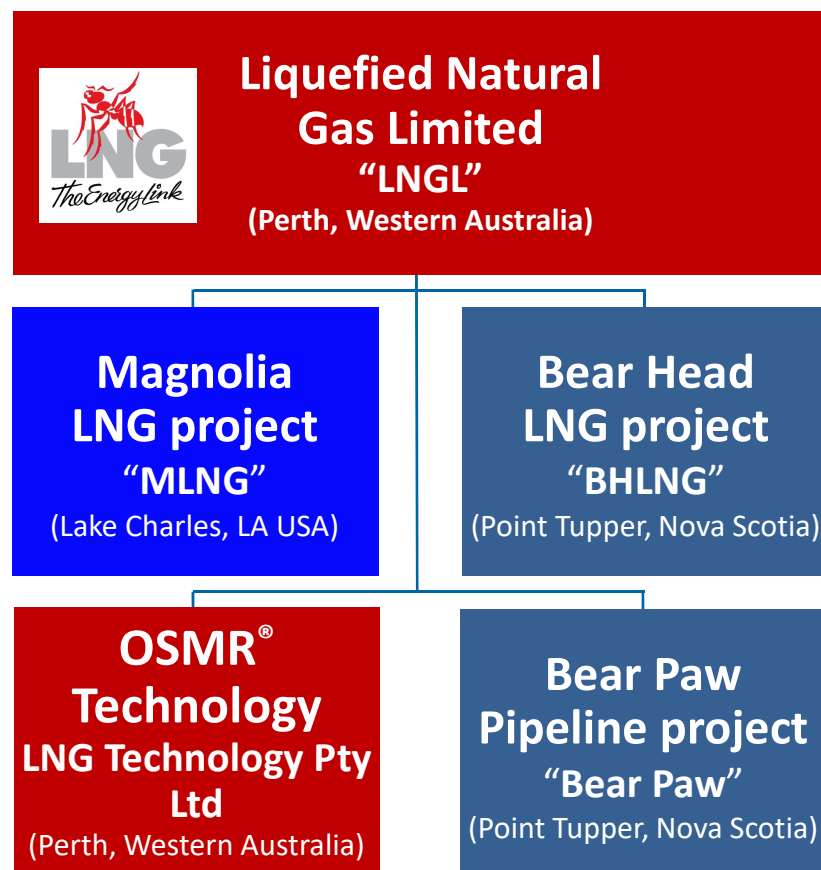 Liquefied Natural
Gas Limited
“LNGL”
(Perth, Western Australia)
LNG
The Energy Link
Magnolia
LNG project
“MLNG”
(Lake Charles, LA USA)
Bear Head
LNG project
“BHLNG”
(Point Tupper, Nova Scotia)
OSMR®
Technology
LNG Technology Pty
Ltd
(Perth, Western Australia)
Bear Paw
Pipeline project
“Bear Paw”
(Point Tupper, Nova Scotia)